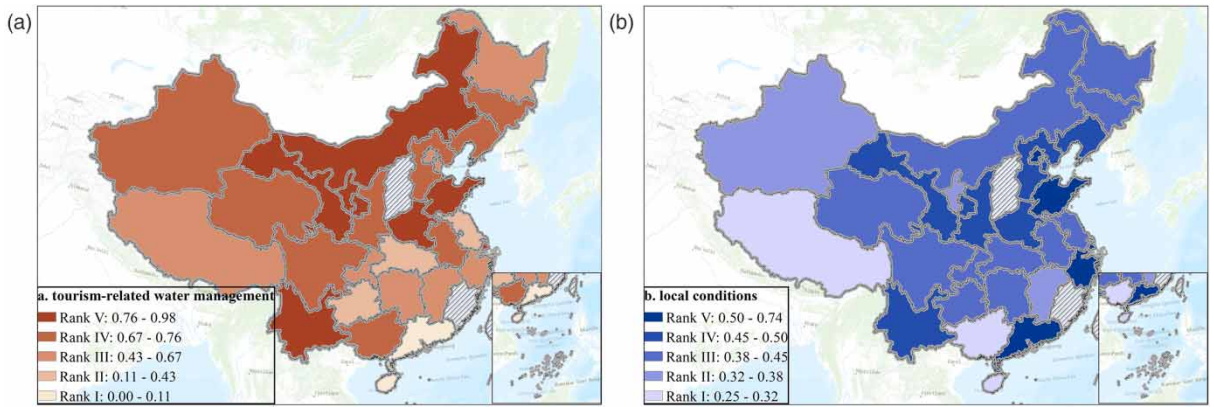 (a)
a. tourism-related water management
Rank V: 0.76 - 0.98
Rank IV: 0.67 - 0.76
Rank III: 0.43 - 0.67
Rank II: 0.11 - 0.43
Rank I: 0.00 - 0.11
(b)
b. local conditions
Rank V: 0.50 - 0.74
Rank IV: 0.45 - 0.50
Rank III: 0.38 - 0.45
Rank II: 0.32 - 0.38
Rank I: 0.25 - 0.32